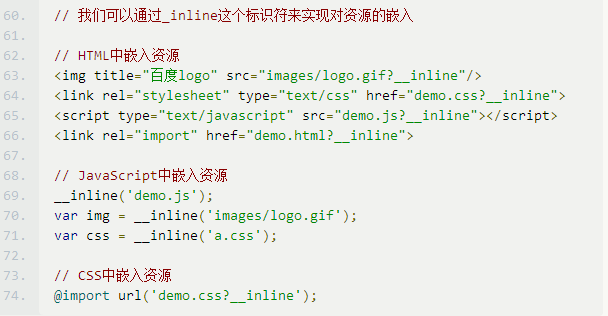 60. // 我们可以通过_inline这个标识符来实现对资源的嵌入
61.
62. // HTML中嵌入资源
63. <img title="百度logo" src="images/logo.gif?__inline"/>
64. <link rel="stylesheet" type="text/css" href="demo.css?__inline">
65. <script type="text/javascript" src="demo.js?__inline"></script>
66. <link rel="import" href="demo.html?__inline">
67.
68. // JavaScript中嵌入资源
69. __inline('demo.js');
70. var img = __inline('images/logo.gif');
71. var css = __inline('a.css');
72.
73. // CSS中嵌入资源
74. @import url('demo.css?__inline');